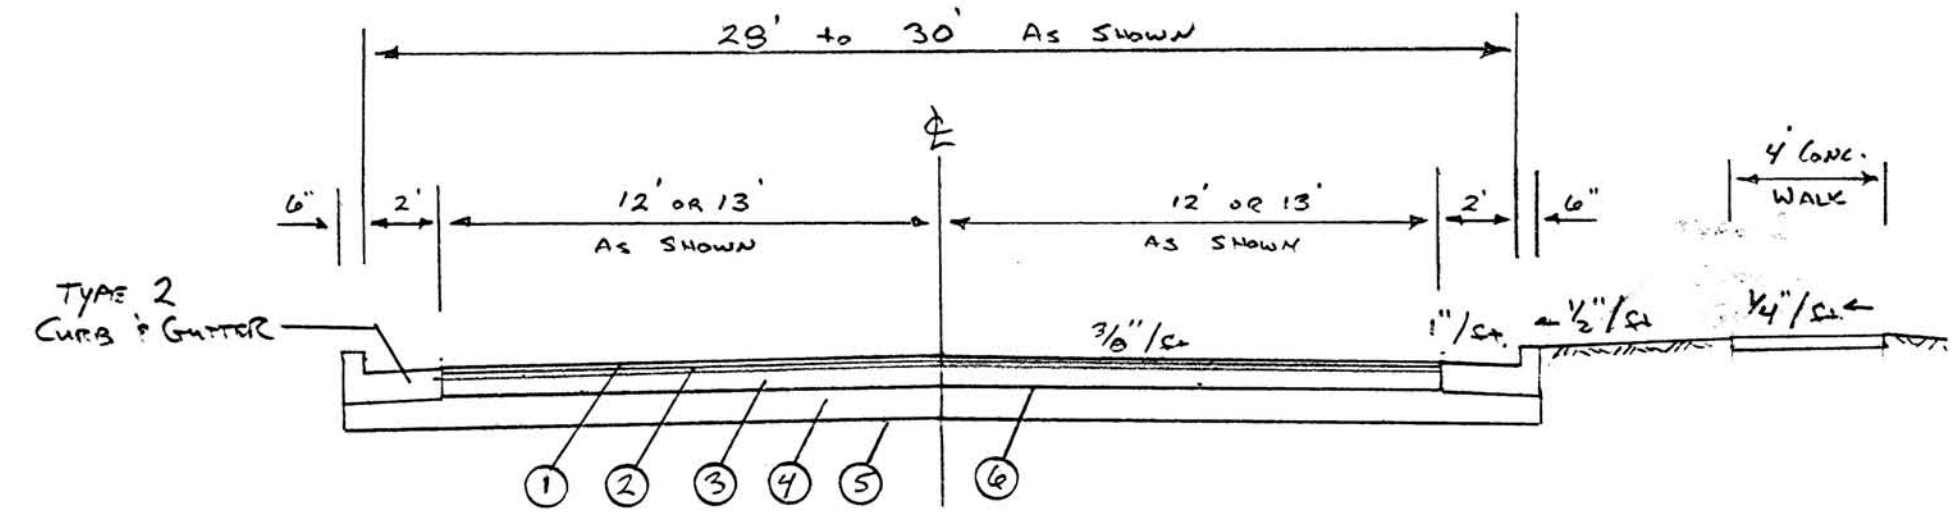 28' to 30' As SHOWN
℄
4' CONC.
WALK
6" 2' 12' OR 13' 12' OR 13' 2' 6"
As SHOWN AS SHOWN
TYPE 2
CURB & GUTTER
3/8"/ft 1"/ft. ← 1/2"/ft 1/4"/ft. ←
1 2 3 4 5 6